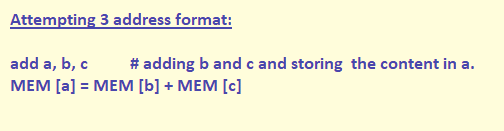 Attempting 3 address format:
add a, b, c # adding b and c and storing the content in a.
MEM [a] = MEM [b] + MEM [c]